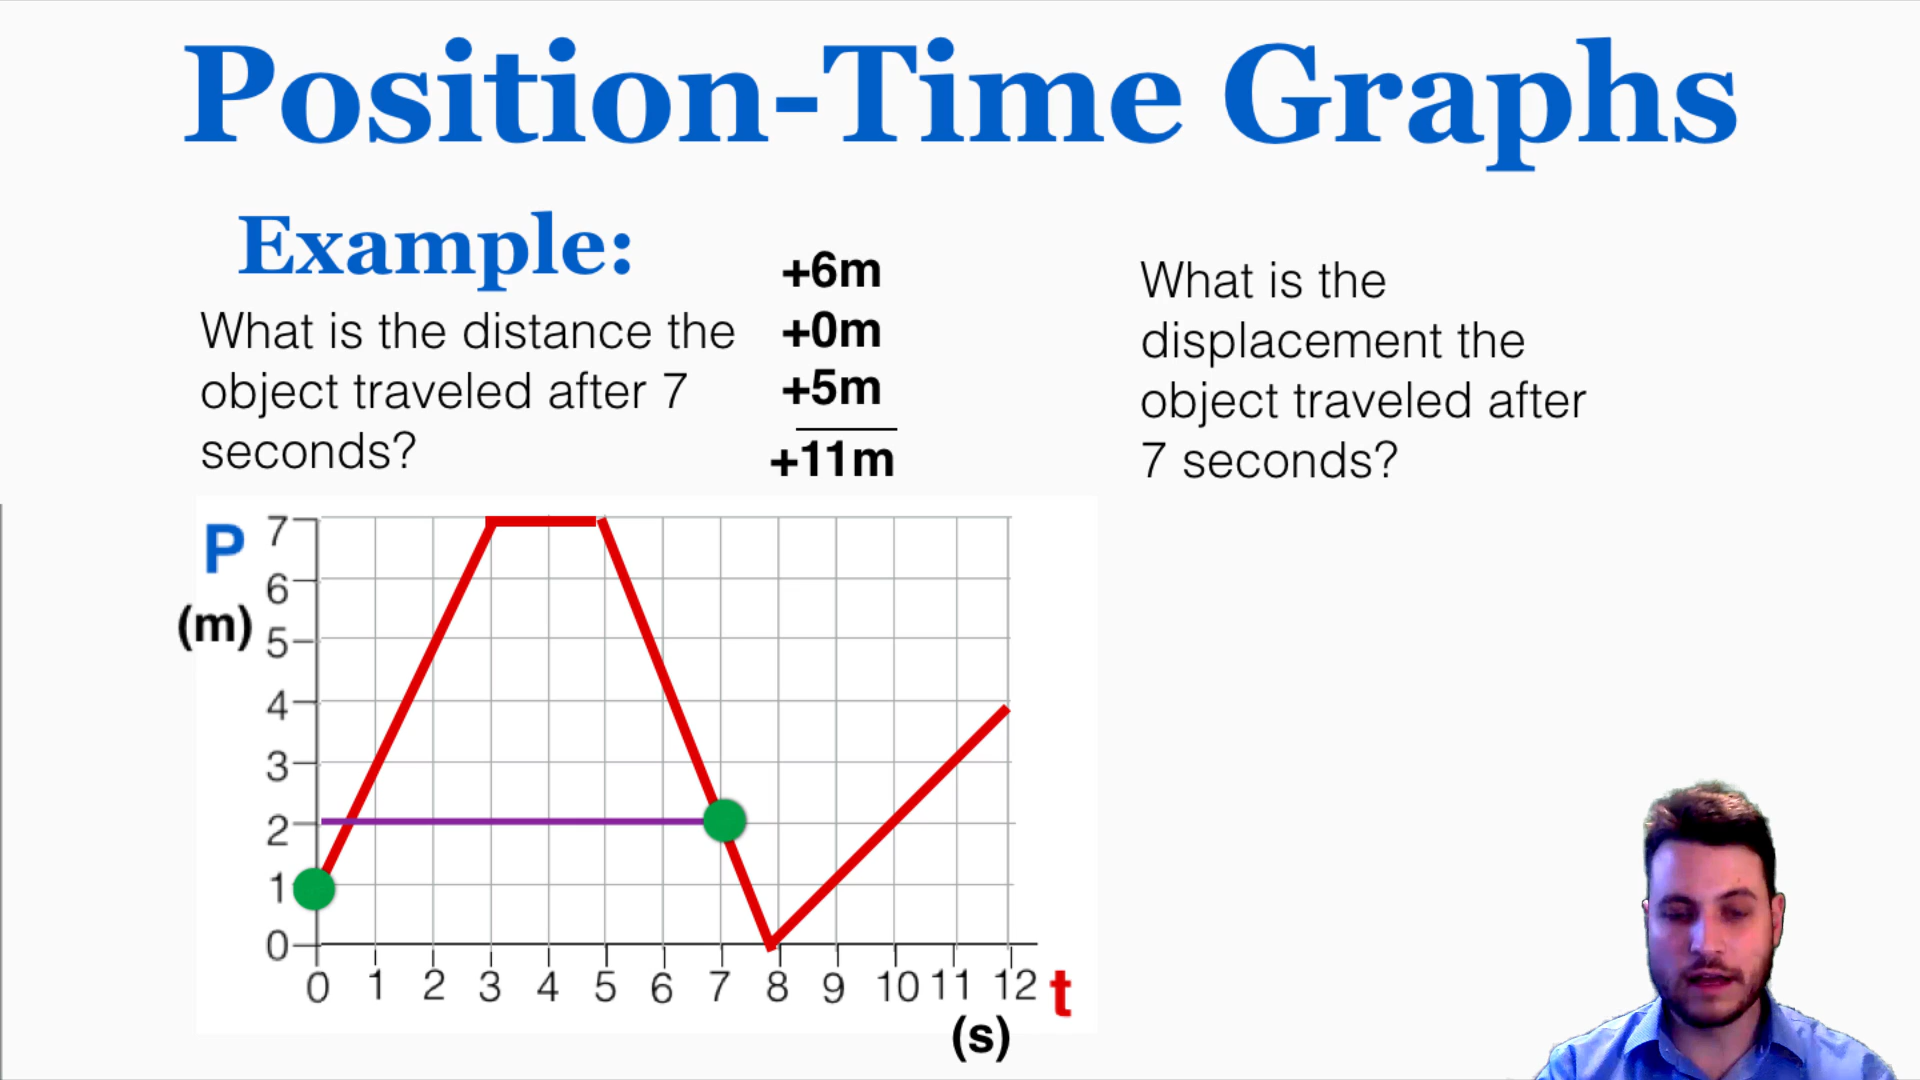 Position-Time Graphs
Example:
What is the distance the
object traveled after 7
seconds?
+6m
+0m
+5m
+11m
What is the
displacement the
object traveled after
7 seconds?
P
(m)
7
6
5
4
3
2
1
0
0 1 2 3 4 5 6 7 8 9 10 11 12
t
(s)